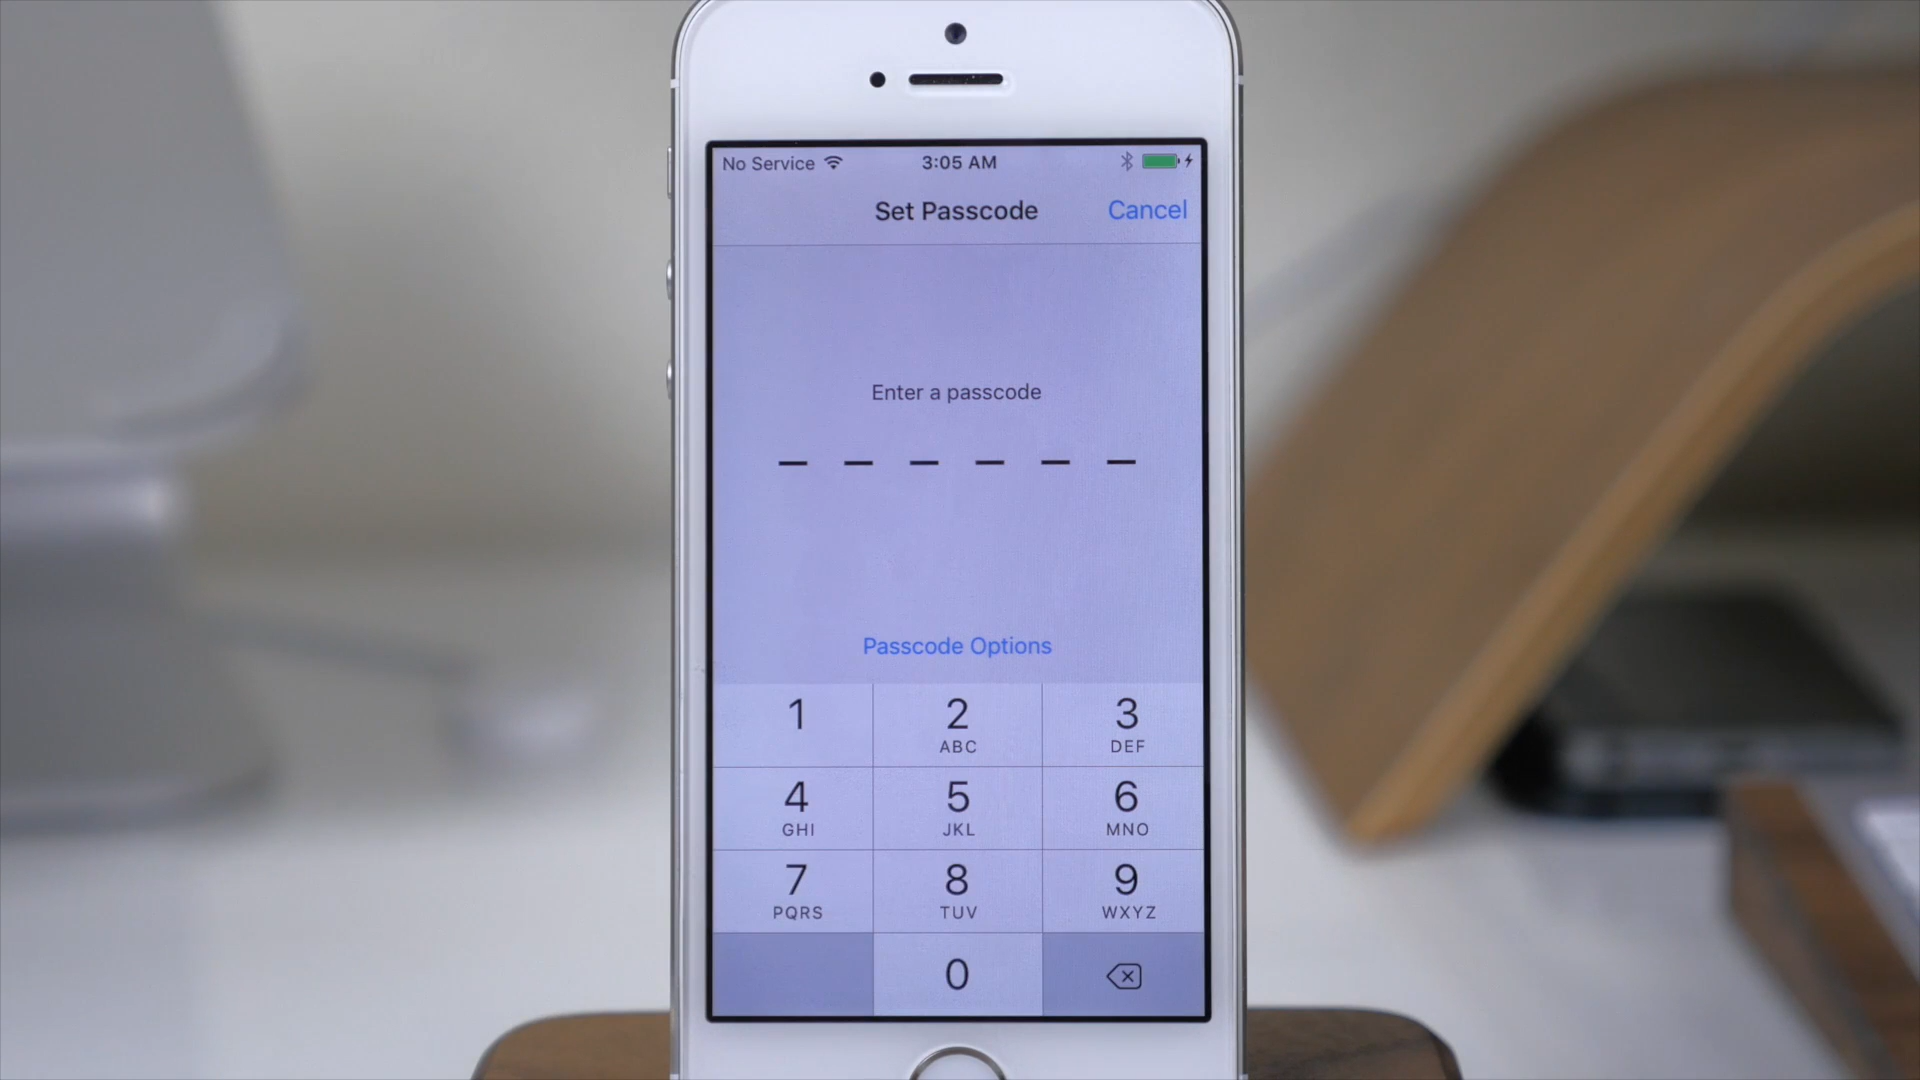 No Service 3:05 AM
Set Passcode Cancel
Enter a passcode
Passcode Options
1 2 3
ABC DEF
4 5 6
GHI JKL MNO
7 8 9
PQRS TUV WXYZ
0